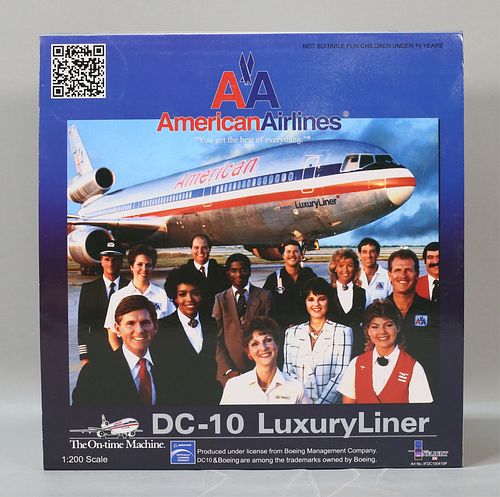 NOT SUITABLE FOR CHILDREN UNDER 14 YEARS
AA
AmericanAirlines®
"You get the best of everything."
American
LuxuryLiner
AA
DC-10 LuxuryLiner
The On-time Machine.
1:200 Scale
BOEING
Produced under license from Boeing Management Company.
DC10 & Boeing are among the trademarks owned by Boeing.
INFLIGHT